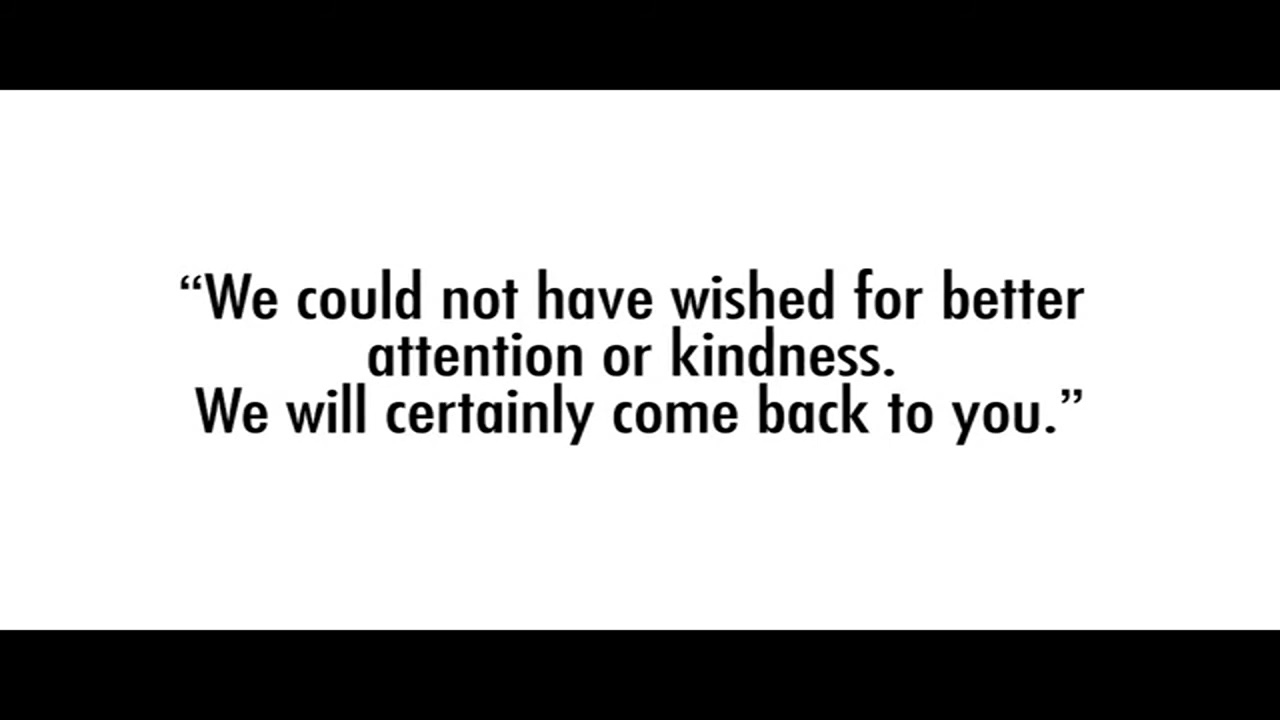 “We could not have wished for better
attention or kindness.
We will certainly come back to you.”